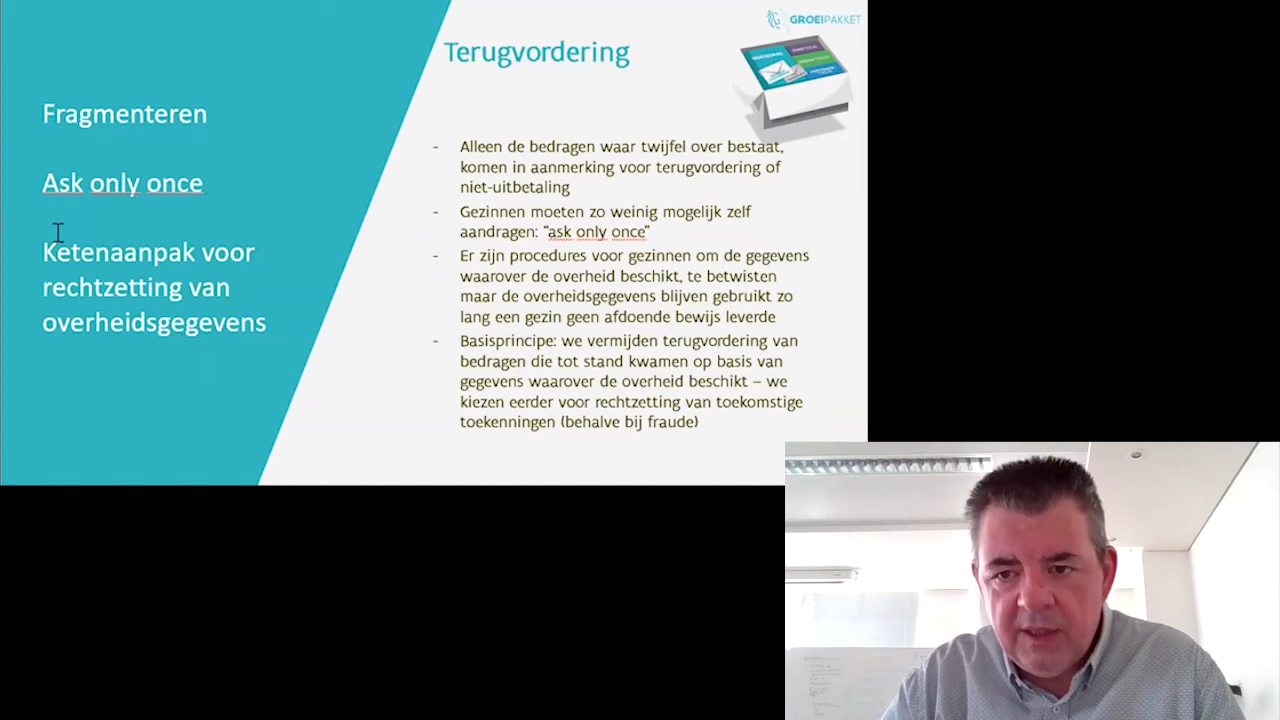 GROEIPAKKET
Terugvordering
Fragmenteren
Ask only once
Ketenaanpak voor
rechtzetting van
overheidsgegevens
- Alleen de bedragen waar twijfel over bestaat,
komen in aanmerking voor terugvordering of
niet-uitbetaling
- Gezinnen moeten zo weinig mogelijk zelf
aandragen: “ask only once”
- Er zijn procedures voor gezinnen om de gegevens
waarover de overheid beschikt, te betwisten
maar de overheidsgegevens blijven gebruikt zo
lang een gezin geen afdoende bewijs leverde
- Basisprincipe: we vermijden terugvordering van
bedragen die tot stand kwamen op basis van
gegevens waarover de overheid beschikt – we
kiezen eerder voor rechtzetting van toekomstige
toekenningen (behalve bij fraude)